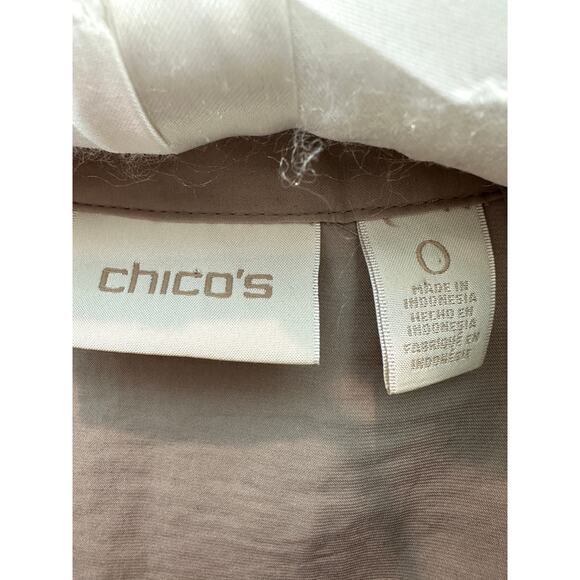 chico's
0
MADE IN
INDONESIA
HECHO EN
INDONESIA
FABRIQUÉ EN
INDONÉSIE